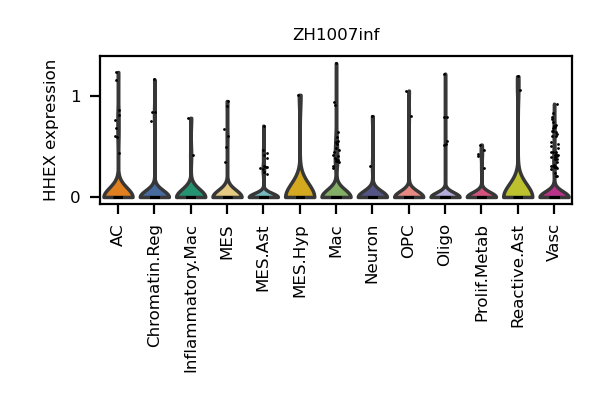 ZH1007inf
HHEX expression
1
0
AC
Chromatin.Reg
Inflammatory.Mac
MES
MES.Ast
MES.Hyp
Mac
Neuron
OPC
Oligo
Prolif.Metab
Reactive.Ast
Vasc